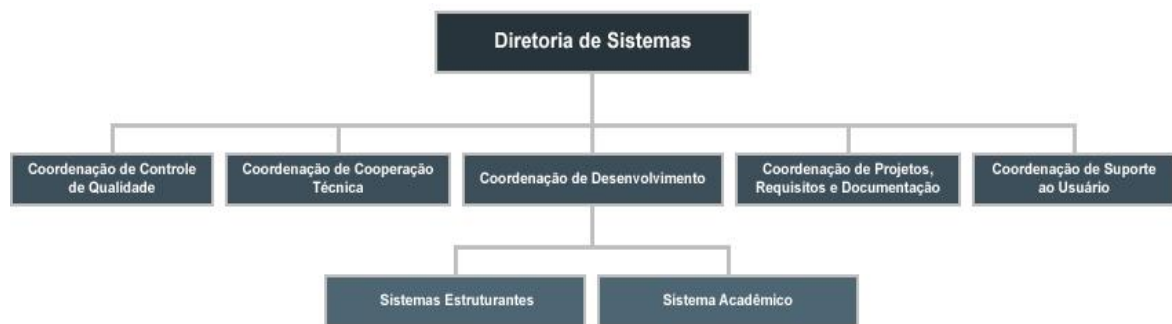 Diretoria de Sistemas
Coordenação de Controle
de Qualidade
Coordenação de Cooperação
Técnica
Coordenação de Desenvolvimento
Coordenação de Projetos,
Requisitos e Documentação
Coordenação de Suporte
ao Usuário
Sistemas Estruturantes
Sistema Acadêmico